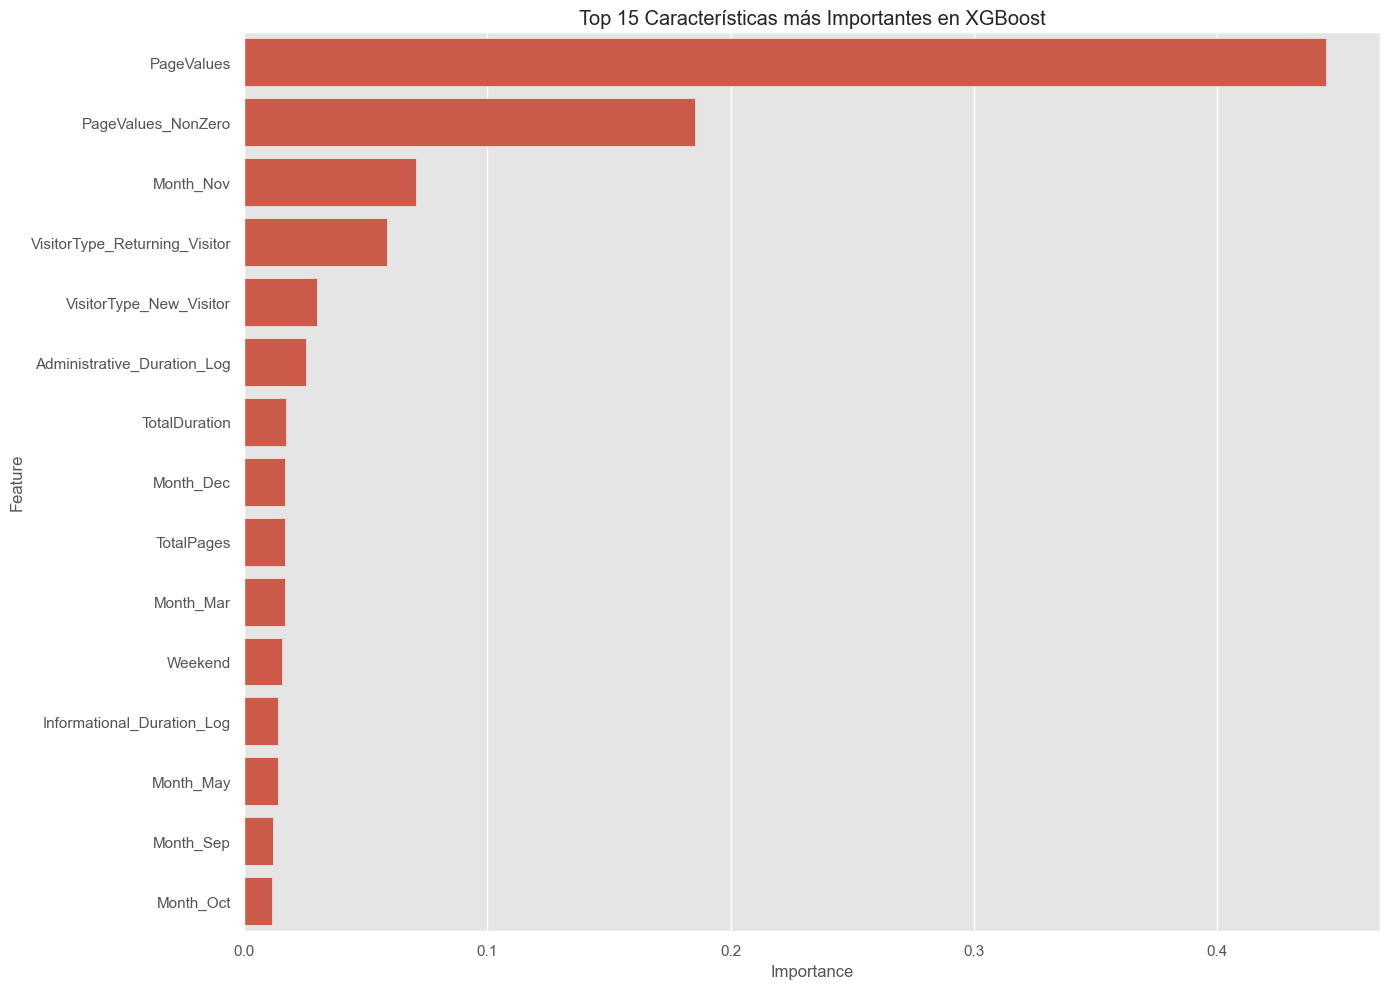 Top 15 Características más Importantes en XGBoost
PageValues
PageValues_NonZero
Month_Nov
VisitorType_Returning_Visitor
VisitorType_New_Visitor
Administrative_Duration_Log
TotalDuration
Month_Dec
TotalPages
Month_Mar
Weekend
Informational_Duration_Log
Month_May
Month_Sep
Month_Oct
Feature
0.0 0.1 0.2 0.3 0.4
Importance